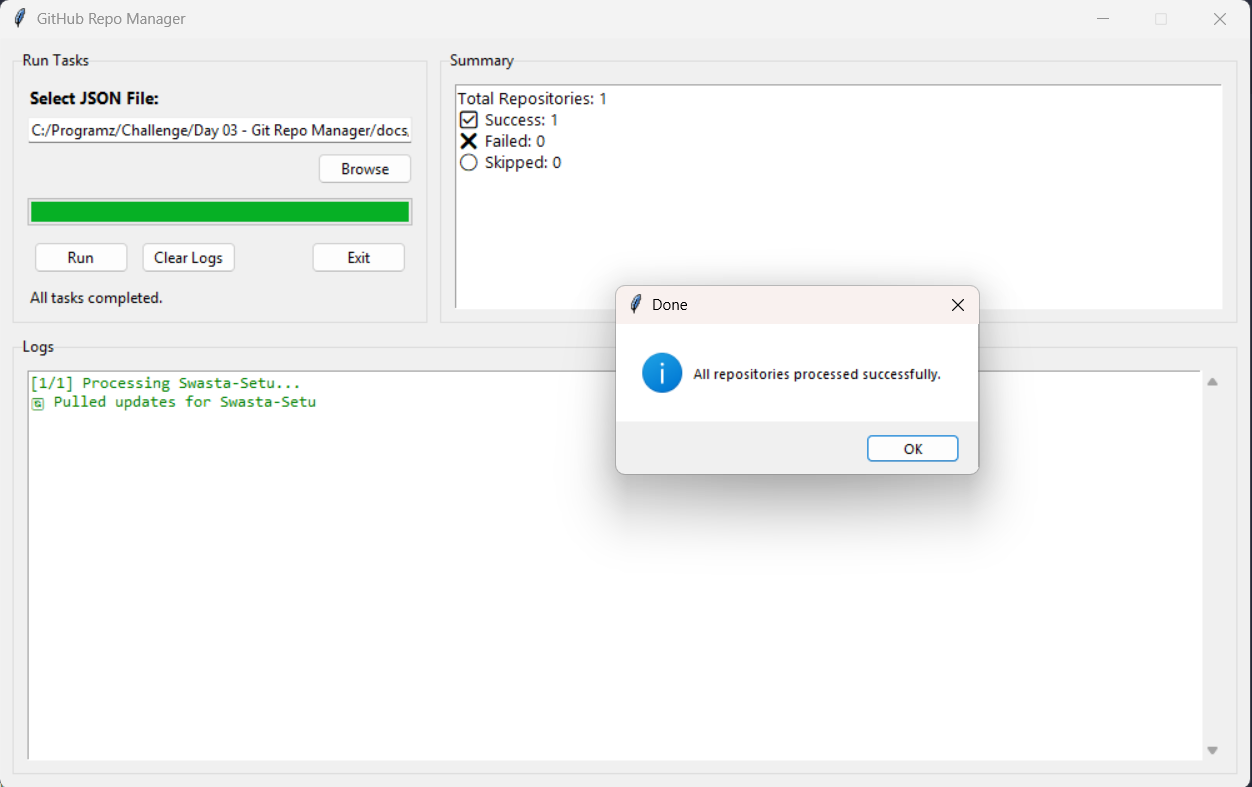 GitHub Repo Manager
Run Tasks
Select JSON File:
C:/Programz/Challenge/Day 03 - Git Repo Manager/docs
Browse
Run
Clear Logs
Exit
All tasks completed.
Summary
Total Repositories: 1
Success: 1
Failed: 0
Skipped: 0
Done
All repositories processed successfully.
OK
Logs
[1/1] Processing Swasta-Setu...
Pulled updates for Swasta-Setu